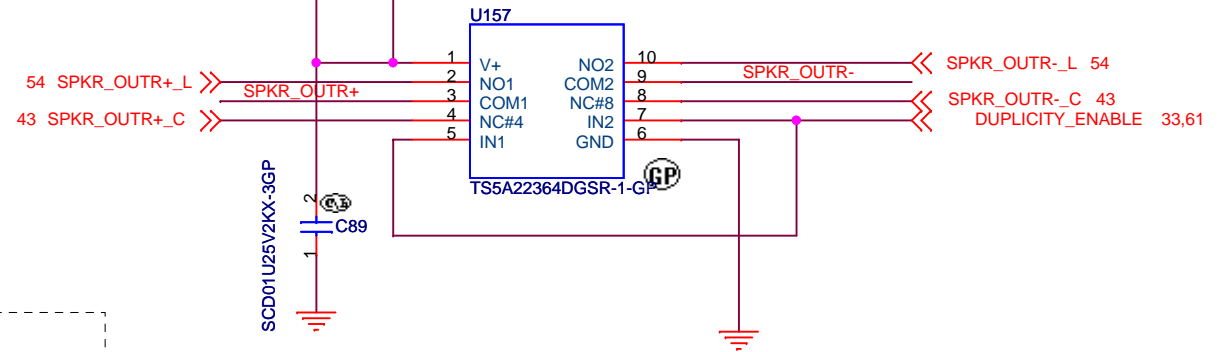 U157
1 V+ NO2 10
54 SPKR_OUTR+_L 2 NO1 COM2 9 SPKR_OUTR-_L 54
SPKR_OUTR+ 3 COM1 NC#8 8 SPKR_OUTR-
43 SPKR_OUTR+_C 4 NC#4 IN2 7 SPKR_OUTR-_C 43
5 IN1 GND 6 DUPLICITY_ENABLE 33,61
TS5A22364DGSR-1-GP
GP
SCD01U25V2KX-3GP
2
C89
1